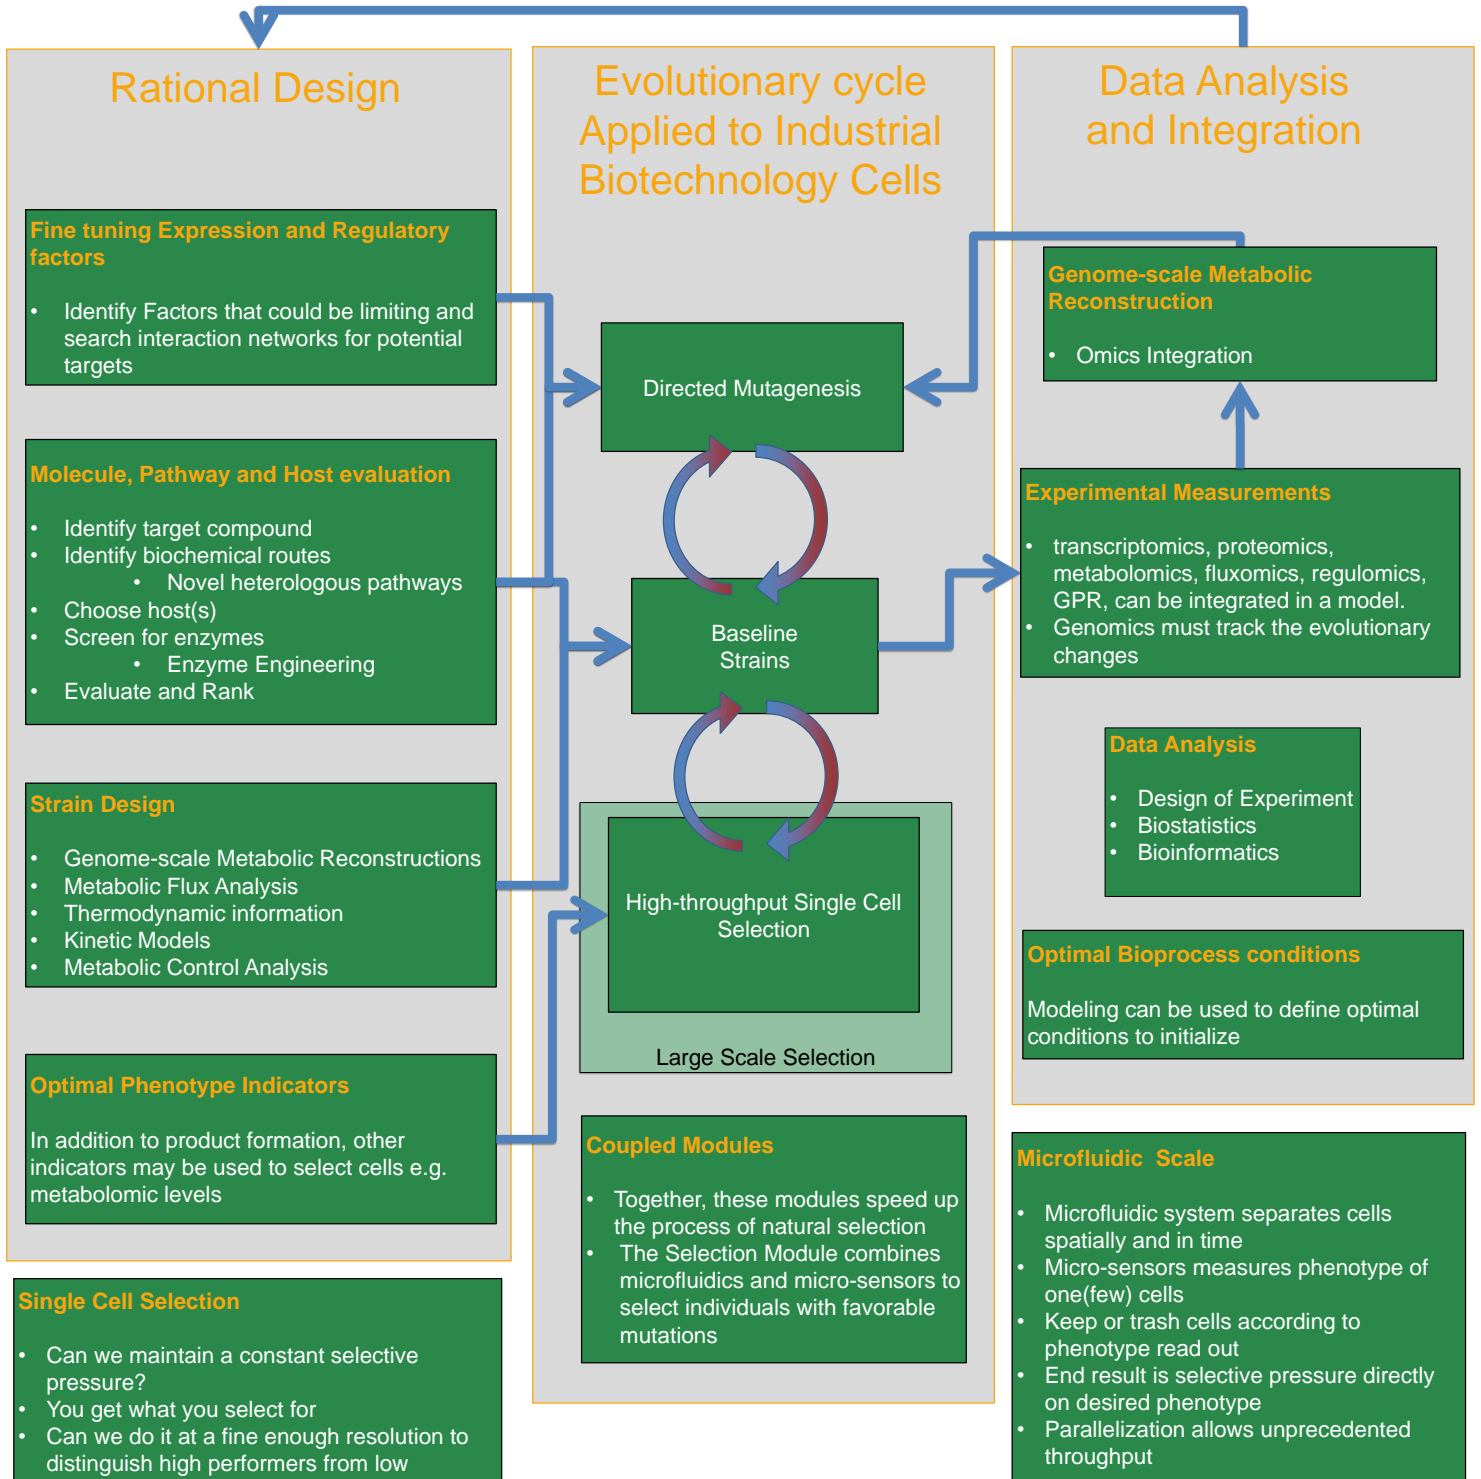 Rational Design
Fine tuning Expression and Regulatory
factors
• Identify Factors that could be limiting and
search interaction networks for potential
targets
Molecule, Pathway and Host evaluation
• Identify target compound
• Identify biochemical routes
• Novel heterologous pathways
• Choose host(s)
• Screen for enzymes
• Enzyme Engineering
• Evaluate and Rank
Strain Design
• Genome-scale Metabolic Reconstructions
• Metabolic Flux Analysis
• Thermodynamic information
• Kinetic Models
• Metabolic Control Analysis
Optimal Phenotype Indicators
In addition to product formation, other
indicators may be used to select cells e.g.
metabolomic levels
Single Cell Selection
• Can we maintain a constant selective
pressure?
• You get what you select for
• Can we do it at a fine enough resolution to
distinguish high performers from low
Evolutionary cycle
Applied to Industrial
Biotechnology Cells
Directed Mutagenesis
Baseline
Strains
High-throughput Single Cell
Selection
Large Scale Selection
Coupled Modules
• Together, these modules speed up
the process of natural selection
• The Selection Module combines
microfluidics and micro-sensors to
select individuals with favorable
mutations
Data Analysis
and Integration
Genome-scale Metabolic
Reconstruction
• Omics Integration
Experimental Measurements
• transcriptomics, proteomics,
metabolomics, fluxomics, regulomics,
GPR, can be integrated in a model.
• Genomics must track the evolutionary
changes
Data Analysis
• Design of Experiment
• Biostatistics
• Bioinformatics
Optimal Bioprocess conditions
Modeling can be used to define optimal
conditions to initialize
Microfluidic Scale
• Microfluidic system separates cells
spatially and in time
• Micro-sensors measures phenotype of
one(few) cells
• Keep or trash cells according to
phenotype read out
• End result is selective pressure directly
on desired phenotype
• Parallelization allows unprecedented
throughput